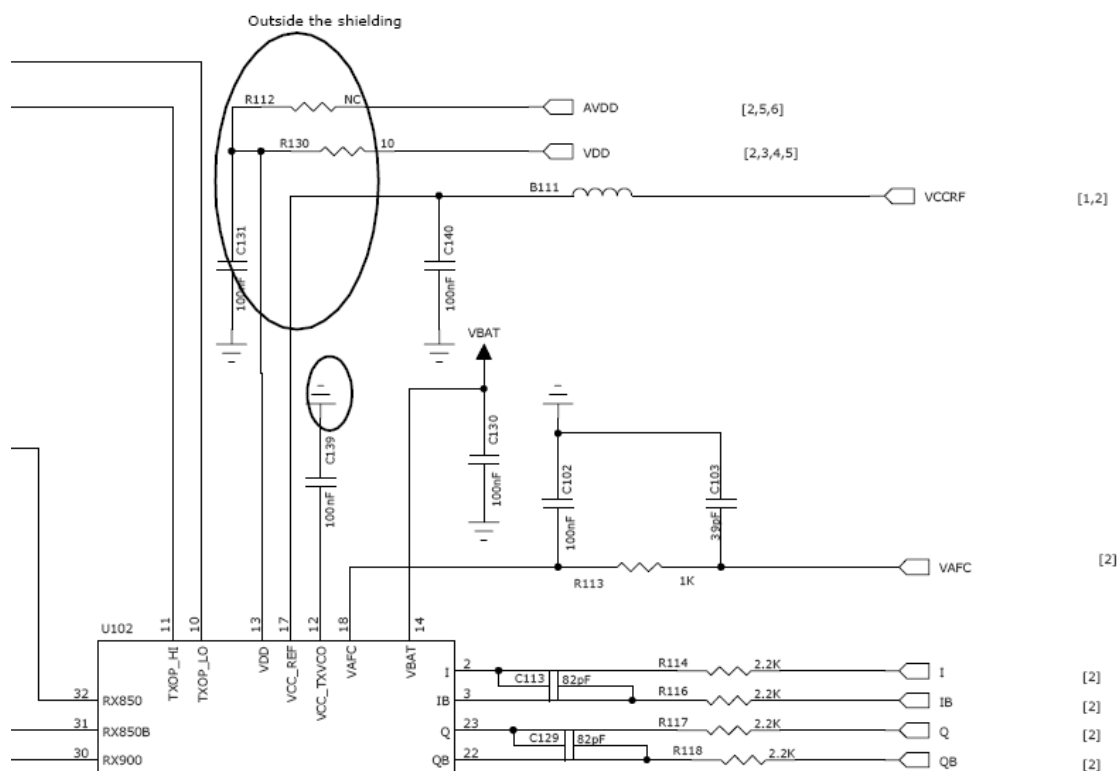 Outside the shielding
R112 NC AVDD [2,5,6]
R130 10 VDD [2,3,4,5]
B111 VCCRF [1,2]
C131
100nF
C140
100nF
VBAT
C139
100nF
C130
100nF
C102
100nF
C103
39pF
R113 1K VAFC [2]
U102
11 10 13 17 12 18 14
TXOP_HI TXOP_LO VDD VCC_REF VCC_TXVCO VAFC VBAT
I 2 R114 2.2K I [2]
C113 82pF
IB 3 R116 2.2K IB [2]
Q 23 R117 2.2K Q [2]
C129 82pF
QB 22 R118 2.2K QB [2]
32 RX850
31 RX850B
30 RX900